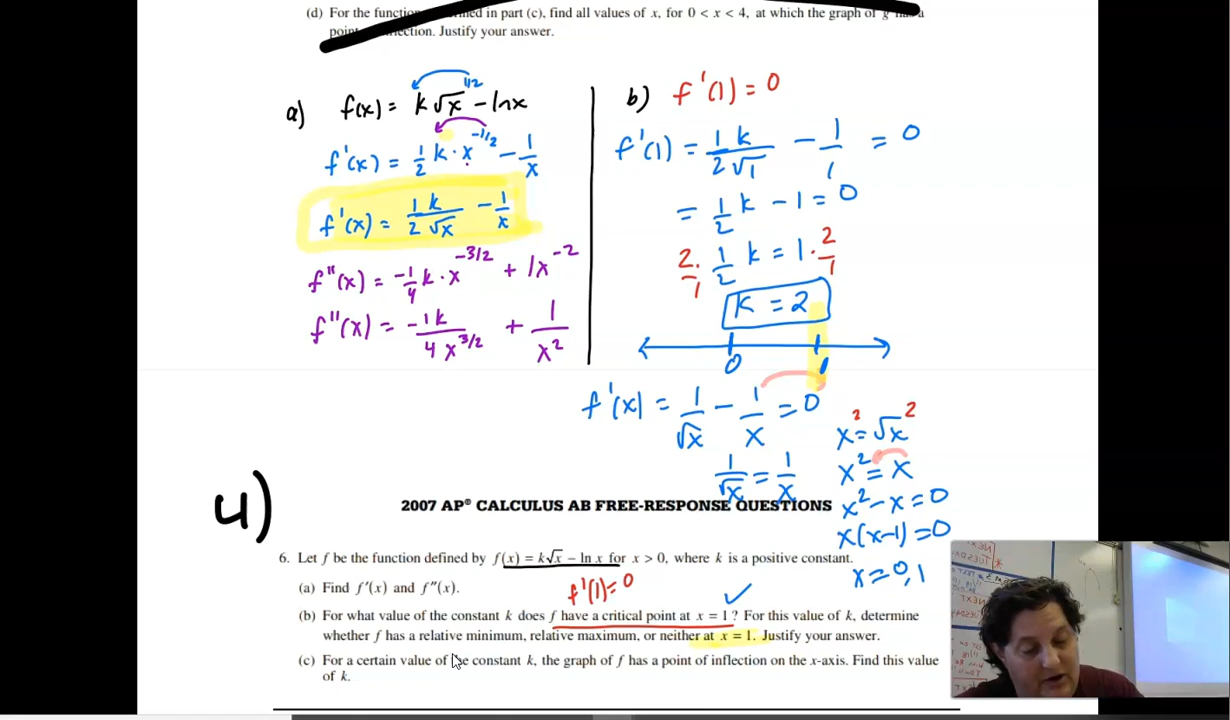 (d) For the function in part (c), find all values of x, for 0 < x < 4, at which the graph of g has a
point. Justify your answer.
a) f(x) = k√x − lnx
1/2
f'(x) = 1/2 k · x^(-1/2) − 1/x
f'(x) = 1k/(2√x) − 1/x
f''(x) = -1/4 k · x^(-3/2) + 1x^(-2)
f''(x) = -1k/(4x^(3/2)) + 1/x²
b) f'(1) = 0
f'(1) = 1k/(2√1) − 1/1 = 0
= 1/2 k − 1 = 0
2/1 · 1/2 k = 1 · 2/1
k = 2
0 1
f'(x) = 1/√x − 1/x = 0
1/√x = 1/x
x² = √x²
x² = x
x² − x = 0
x(x−1) = 0
x = 0, 1
4)
2007 AP® CALCULUS AB FREE-RESPONSE QUESTIONS
6. Let f be the function defined by f(x) = k√x − ln x for x > 0, where k is a positive constant.
(a) Find f′(x) and f″(x).
f'(1) = 0 ✓
(b) For what value of the constant k does f have a critical point at x = 1 ? For this value of k, determine
whether f has a relative minimum, relative maximum, or neither at x = 1. Justify your answer.
(c) For a certain value of the constant k, the graph of f has a point of inflection on the x-axis. Find this value
of k.